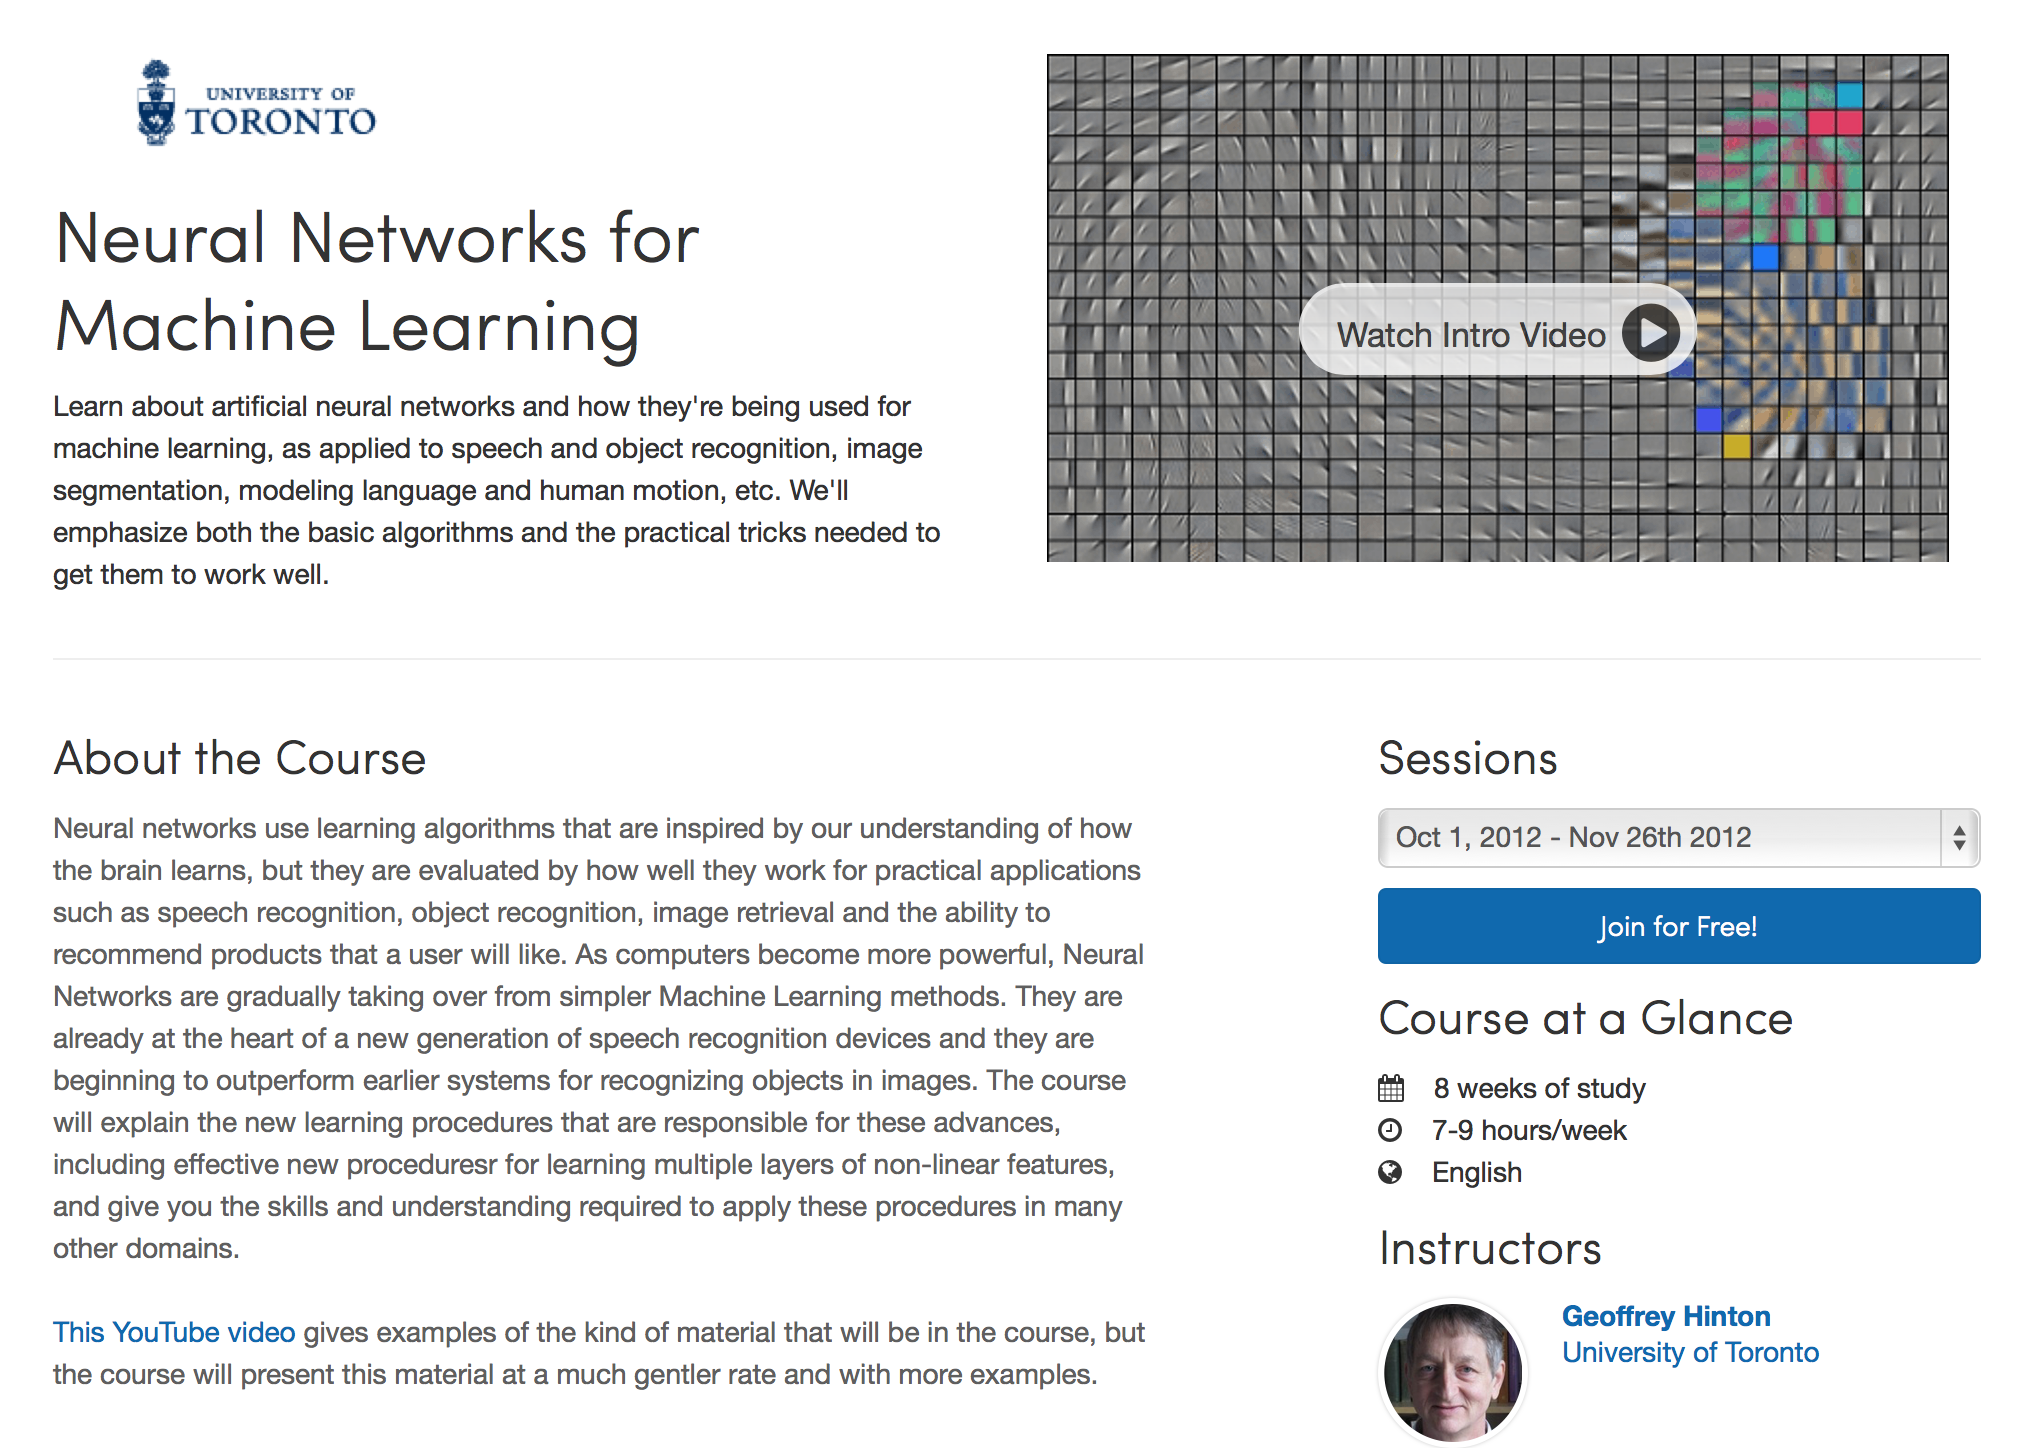 UNIVERSITY OF
TORONTO
Neural Networks for
Machine Learning
Learn about artificial neural networks and how they're being used for
machine learning, as applied to speech and object recognition, image
segmentation, modeling language and human motion, etc. We'll
emphasize both the basic algorithms and the practical tricks needed to
get them to work well.
Watch Intro Video
About the Course
Neural networks use learning algorithms that are inspired by our understanding of how
the brain learns, but they are evaluated by how well they work for practical applications
such as speech recognition, object recognition, image retrieval and the ability to
recommend products that a user will like. As computers become more powerful, Neural
Networks are gradually taking over from simpler Machine Learning methods. They are
already at the heart of a new generation of speech recognition devices and they are
beginning to outperform earlier systems for recognizing objects in images. The course
will explain the new learning procedures that are responsible for these advances,
including effective new proceduresr for learning multiple layers of non-linear features,
and give you the skills and understanding required to apply these procedures in many
other domains.
This YouTube video gives examples of the kind of material that will be in the course, but
the course will present this material at a much gentler rate and with more examples.
Sessions
Oct 1, 2012 - Nov 26th 2012
Join for Free!
Course at a Glance
8 weeks of study
7-9 hours/week
English
Instructors
Geoffrey Hinton
University of Toronto